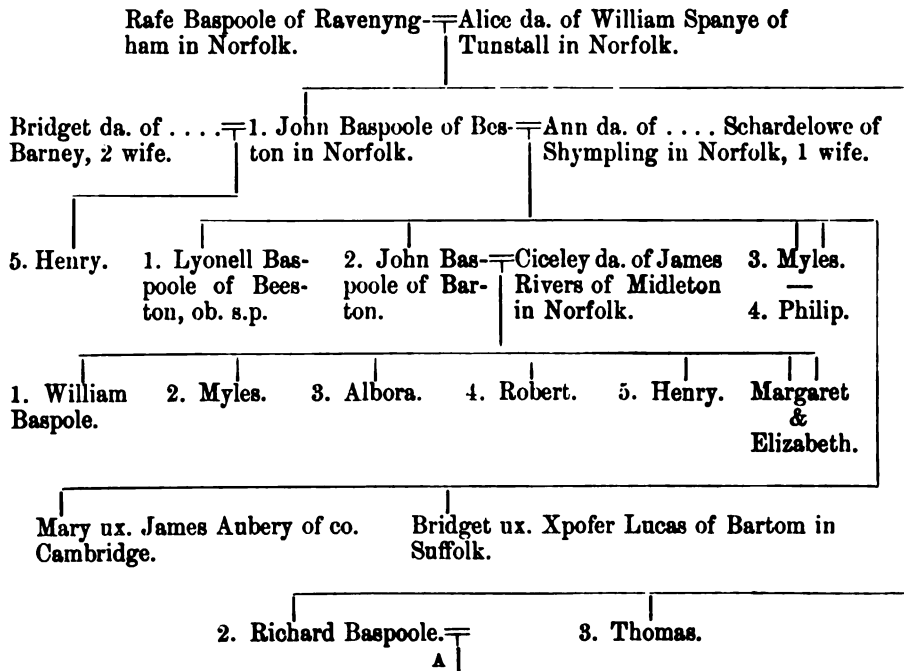 Rafe Baspoole of Ravenyng-
ham in Norfolk.
Alice da. of William Spanye of
Tunstall in Norfolk.
Bridget da. of . . . .
Barney, 2 wife.
1. John Baspoole of Bes-
ton in Norfolk.
Ann da. of . . . . Schardelowe of
Shympling in Norfolk, 1 wife.
5. Henry.
1. Lyonell Bas-
poole of Bees-
ton, ob. s.p.
2. John Bas-
poole of Bar-
ton.
Ciceley da. of James
Rivers of Midleton
in Norfolk.
3. Myles.
—
4. Philip.
1. William
Baspole.
2. Myles.
3. Albora.
4. Robert.
5. Henry.
Margaret
&
Elizabeth.
Mary ux. James Aubery of co.
Cambridge.
Bridget ux. Xpofer Lucas of Bartom in
Suffolk.
2. Richard Baspoole.
3. Thomas.
A